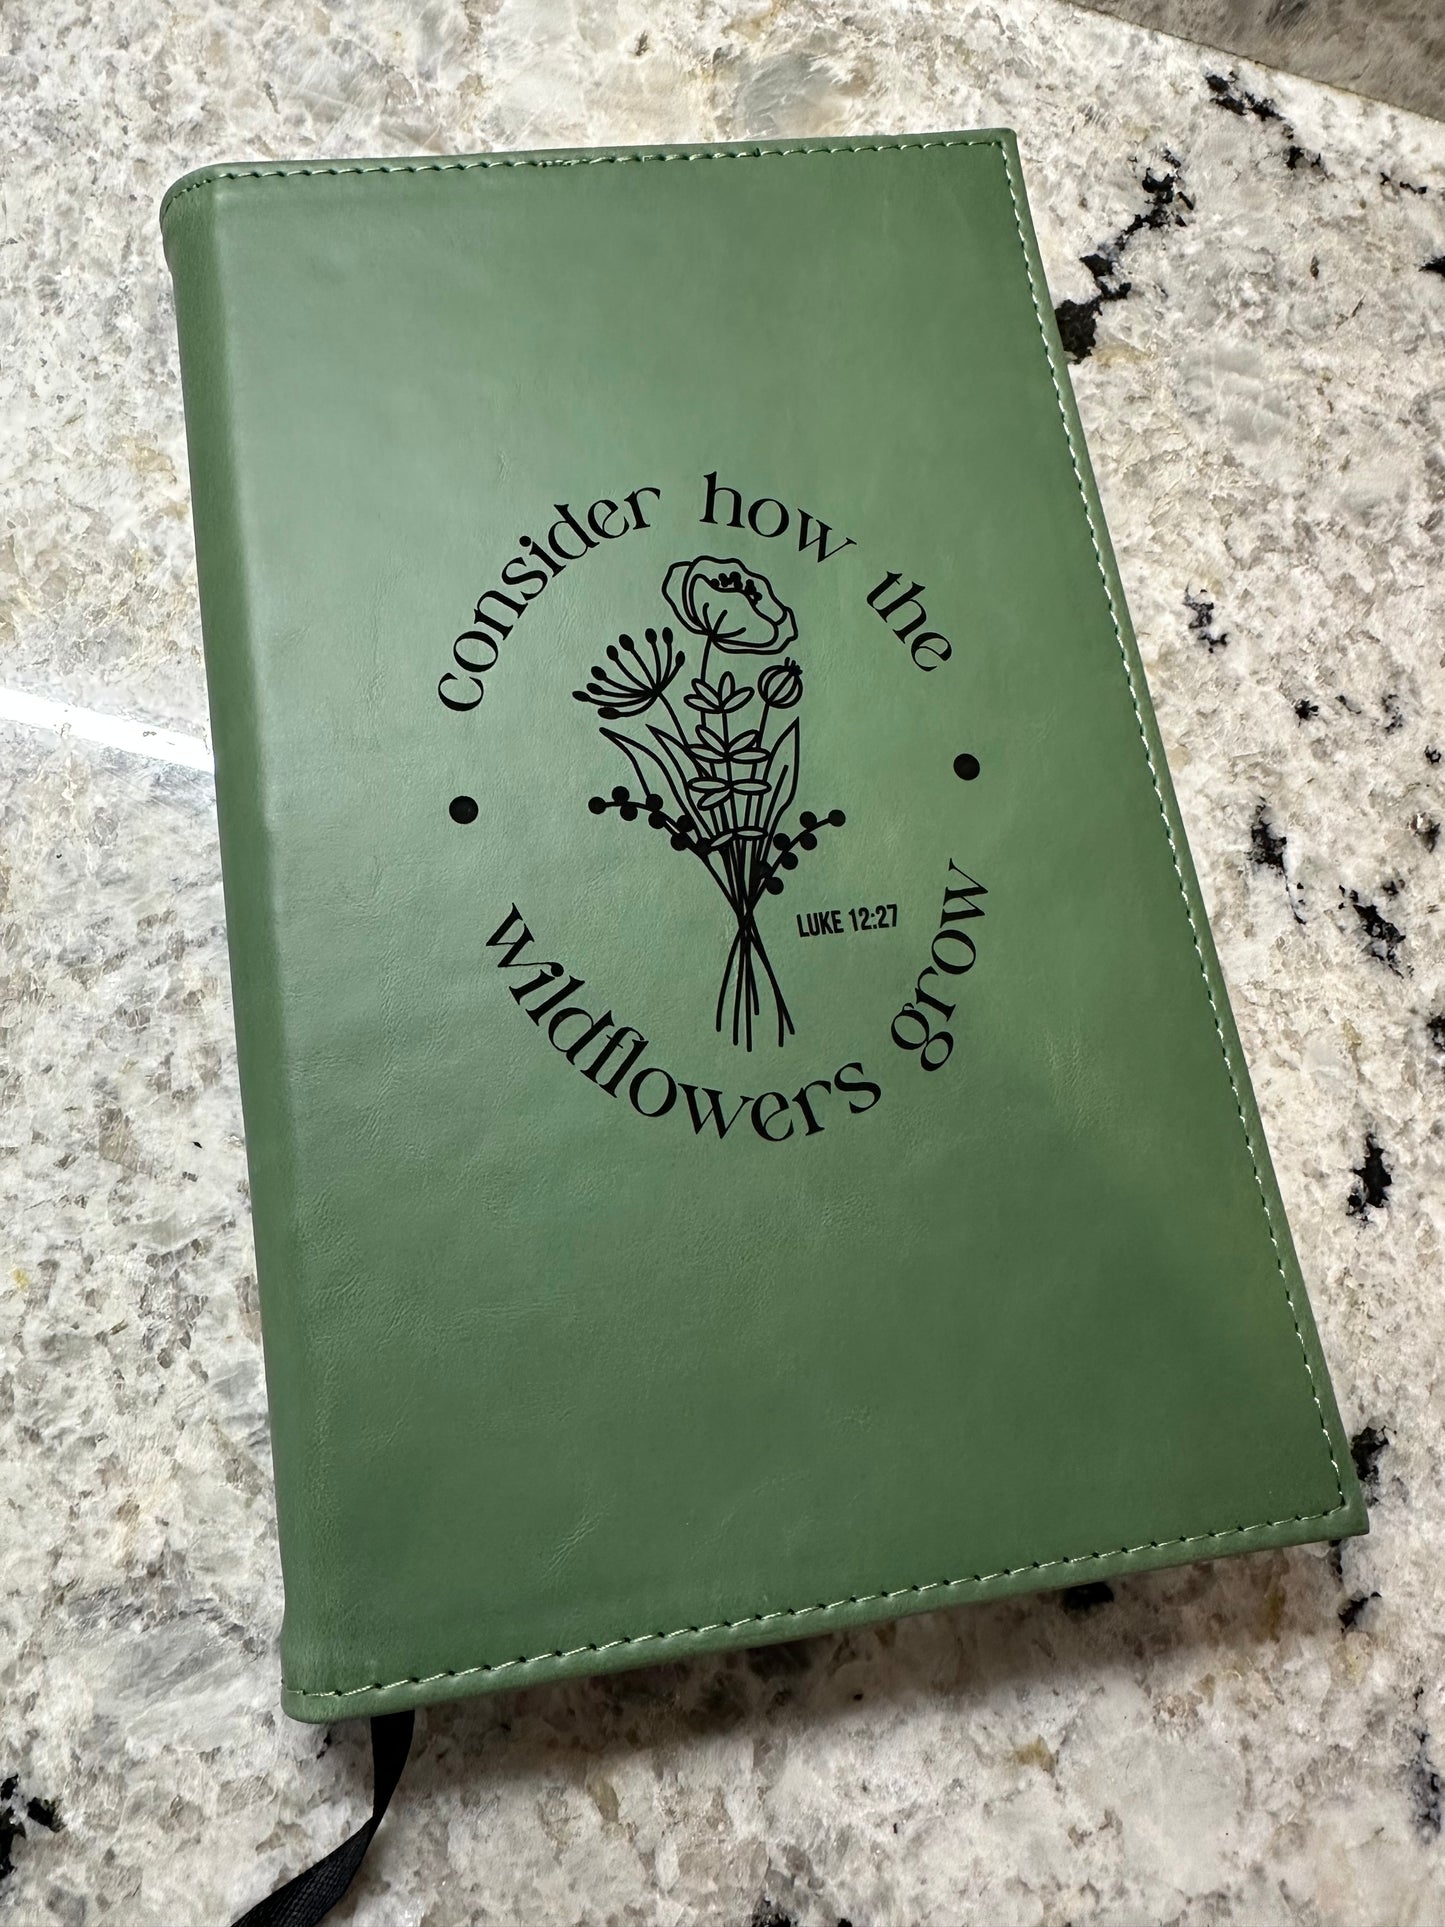 consider how the
LUKE 12:27
wildflowers grow